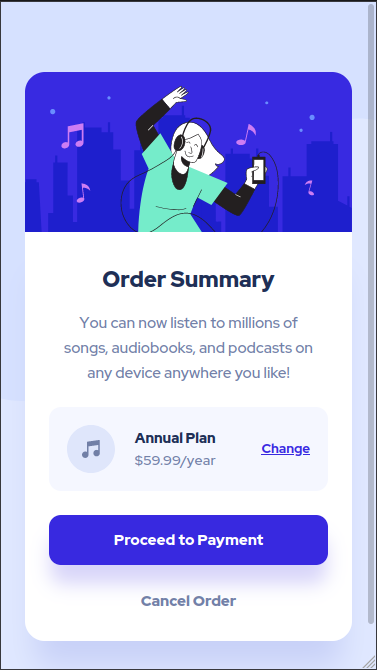 Order Summary
You can now listen to millions of
songs, audiobooks, and podcasts on
any device anywhere you like!
Annual Plan
$59.99/year
Change
Proceed to Payment
Cancel Order